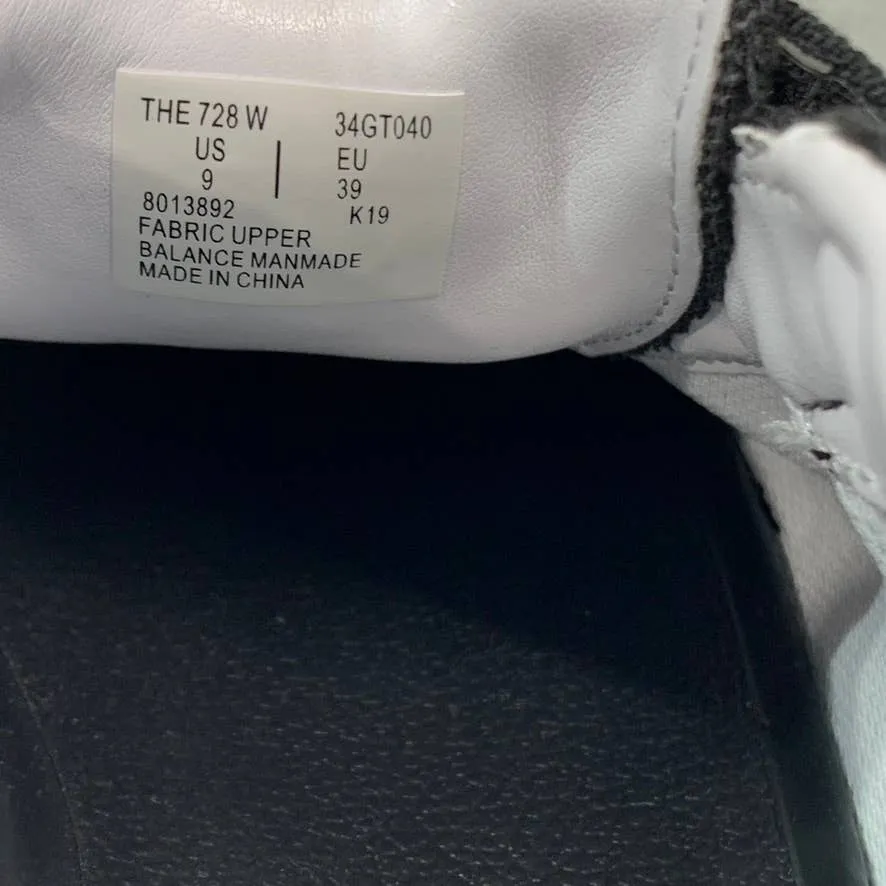 THE 728 W 34GT040
US | EU
9 39
8013892 K19
FABRIC UPPER
BALANCE MANMADE
MADE IN CHINA